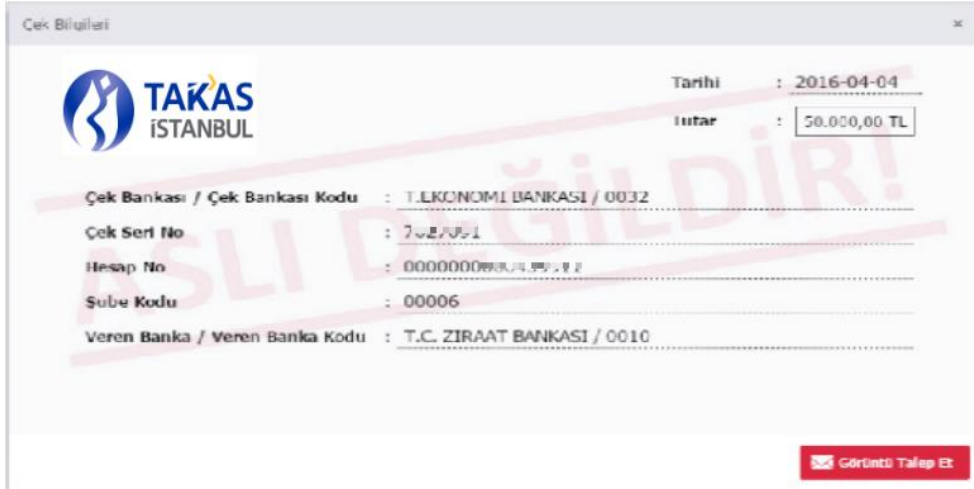 Çek Bilgileri
TAKAS
İSTANBUL
Tarihi : 2016-04-04
Tutar : 50.000,00 TL
ASLI DEĞİLDİR!
Çek Bankası / Çek Bankası Kodu : T.EKONOMI BANKASI / 0032
Çek Seri No :
Hesap No :
Şube Kodu : 00006
Veren Banka / Veren Banka Kodu : T.C. ZIRAAT BANKASI / 0010
Görüntü Talep Et